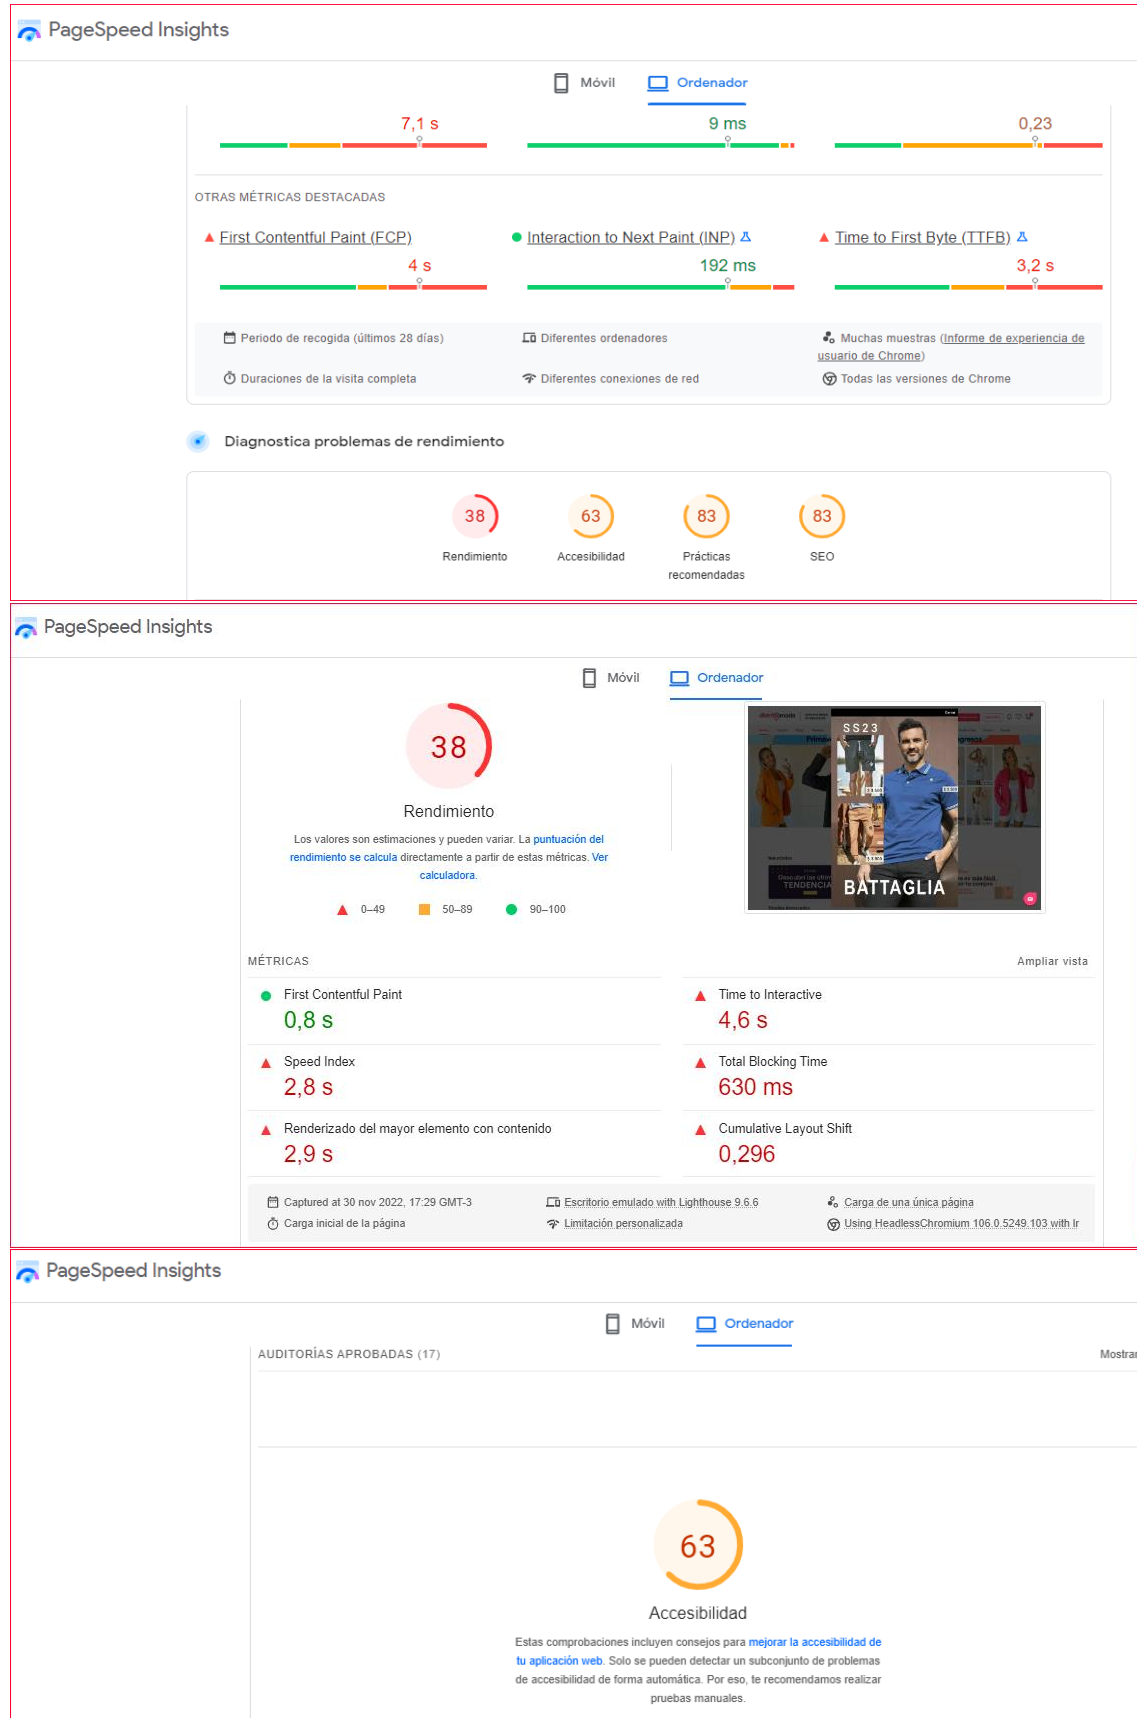 PageSpeed Insights
Móvil
Ordenador
7,1 s
9 ms
0,23
OTRAS MÉTRICAS DESTACADAS
First Contentful Paint (FCP)
Interaction to Next Paint (INP)
Time to First Byte (TTFB)
4 s
192 ms
3,2 s
Periodo de recogida (últimos 28 días)
Diferentes ordenadores
Muchas muestras (Informe de experiencia de
usuario de Chrome)
Duraciones de la visita completa
Diferentes conexiones de red
Todas las versiones de Chrome
Diagnostica problemas de rendimiento
38
63
83
83
Rendimiento
Accesibilidad
Prácticas
recomendadas
SEO
PageSpeed Insights
Móvil
Ordenador
38
Rendimiento
Los valores son estimaciones y pueden variar. La puntuación del
rendimiento se calcula directamente a partir de estas métricas. Ver
calculadora.
0–49
50–89
90–100
SS23
BATTAGLIA
MÉTRICAS
Ampliar vista
First Contentful Paint
0,8 s
Time to Interactive
4,6 s
Speed Index
2,8 s
Total Blocking Time
630 ms
Renderizado del mayor elemento con contenido
2,9 s
Cumulative Layout Shift
0,296
Captured at 30 nov 2022, 17:29 GMT-3
Escritorio emulado with Lighthouse 9.6.6
Carga de una única página
Carga inicial de la página
Limitación personalizada
Using HeadlessChromium 106.0.5249.103 with lr
PageSpeed Insights
Móvil
Ordenador
AUDITORÍAS APROBADAS (17)
Mostrar
63
Accesibilidad
Estas comprobaciones incluyen consejos para mejorar la accesibilidad de
tu aplicación web. Solo se pueden detectar un subconjunto de problemas
de accesibilidad de forma automática. Por eso, te recomendamos realizar
pruebas manuales.